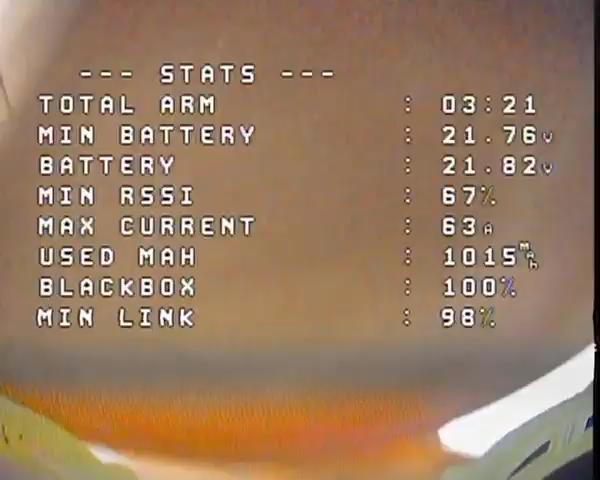 --- STATS ---
TOTAL ARM : 03:21
MIN BATTERY : 21.76V
BATTERY : 21.82V
MIN RSSI : 67%
MAX CURRENT : 63A
USED MAH : 1015mAh
BLACKBOX : 100%
MIN LINK : 98%